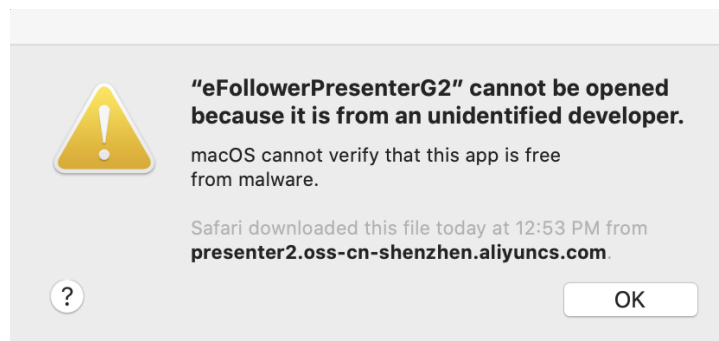 “eFollowerPresenterG2” cannot be opened
because it is from an unidentified developer.
macOS cannot verify that this app is free
from malware.
Safari downloaded this file today at 12:53 PM from
presenter2.oss-cn-shenzhen.aliyuncs.com.
?
OK